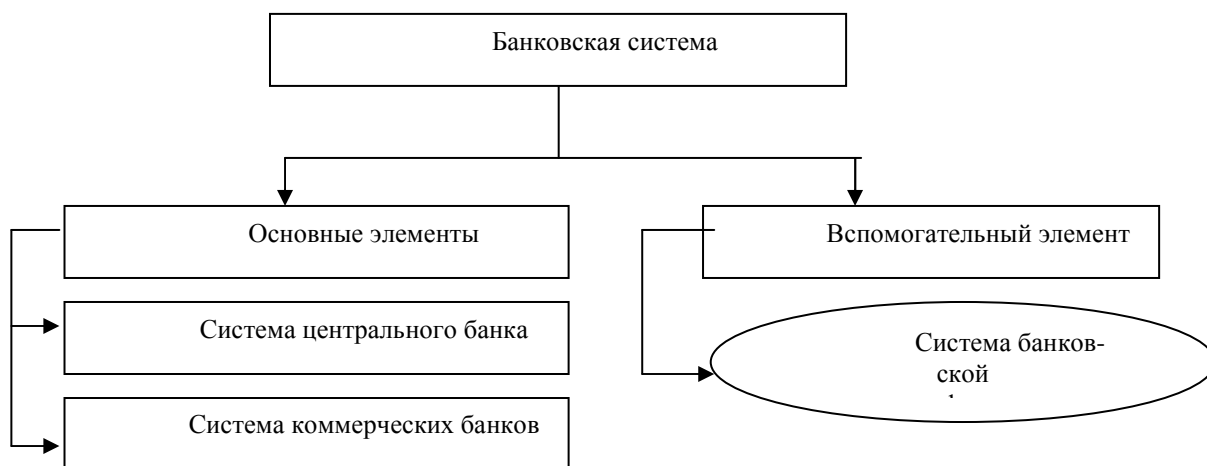 Банковская система
Основные элементы
Вспомогательный элемент
Система центрального банка
Система банков-
ской
Система коммерческих банков